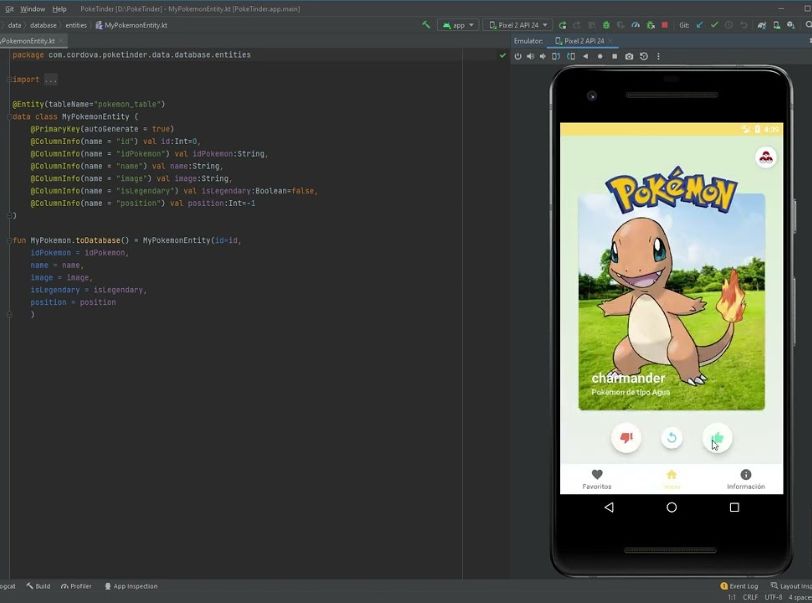 Git Window Help PokeTinder [D:\PokeTinder] - MyPokemonEntity.kt [PokeTinder.app.main]
data database entities MyPokemonEntity.kt
app Pixel 2 API 24 Git:
PokemonEntity.kt
Emulator: Pixel 2 API 24
package com.cordova.poketinder.data.database.entities
import ...
@Entity(tableName="pokemon_table")
data class MyPokemonEntity (
@PrimaryKey(autoGenerate = true)
@ColumnInfo(name = "id") val id:Int=0,
@ColumnInfo(name = "idPokemon") val idPokemon:String,
@ColumnInfo(name = "name") val name:String,
@ColumnInfo(name = "image") val image:String,
@ColumnInfo(name = "isLegendary") val isLegendary:Boolean=false,
@ColumnInfo(name = "position") val position:Int=-1
)
fun MyPokemon.toDatabase() = MyPokemonEntity(id=id,
idPokemon = idPokemon,
name = name,
image = image,
isLegendary = isLegendary,
position = position
)
POKéMON
charmander
Pokemon de tipo Agua
Favoritos Información
ogcat Build Profiler App Inspection Event Log Layout Insp
1:1 CRLF UTF-8 4 space